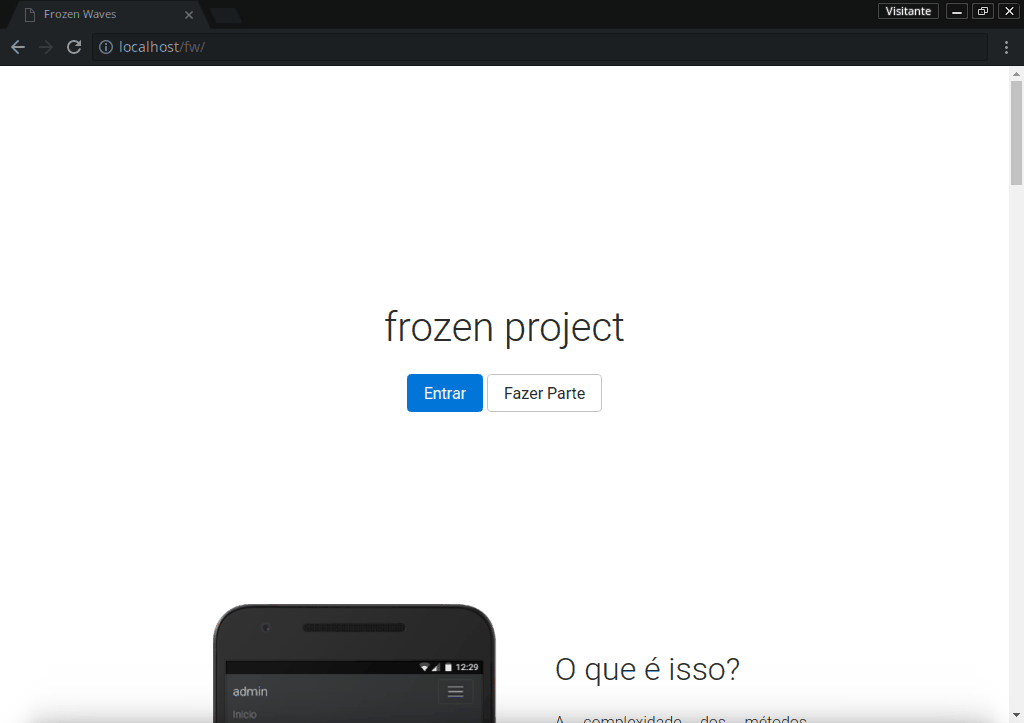 Frozen Waves
Visitante
localhost/fw/
frozen project
Entrar
Fazer Parte
12:29
admin
Início
O que é isso?
A complexidade dos métodos